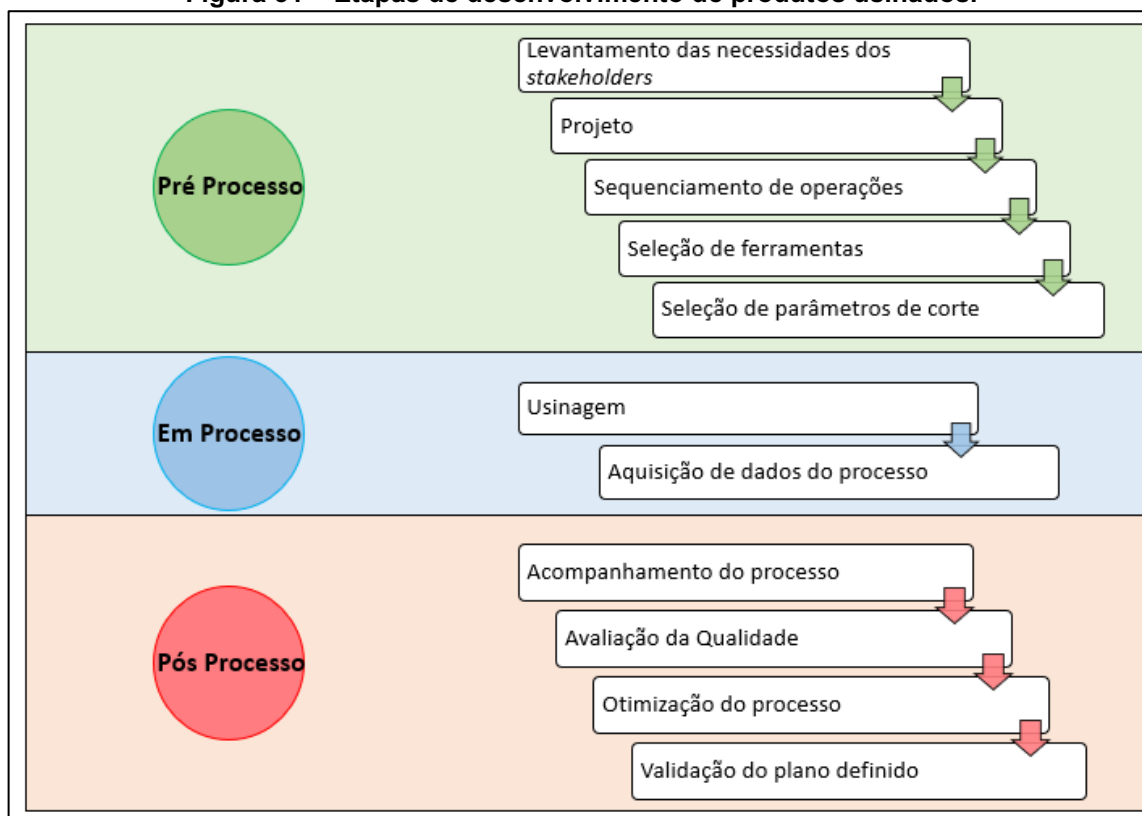 Levantamento das necessidades dos
stakeholders
Projeto
Sequenciamento de operações
Pré Processo
Seleção de ferramentas
Seleção de parâmetros de corte
Usinagem
Em Processo
Aquisição de dados do processo
Acompanhamento do processo
Avaliação da Qualidade
Pós Processo
Otimização do processo
Validação do plano definido